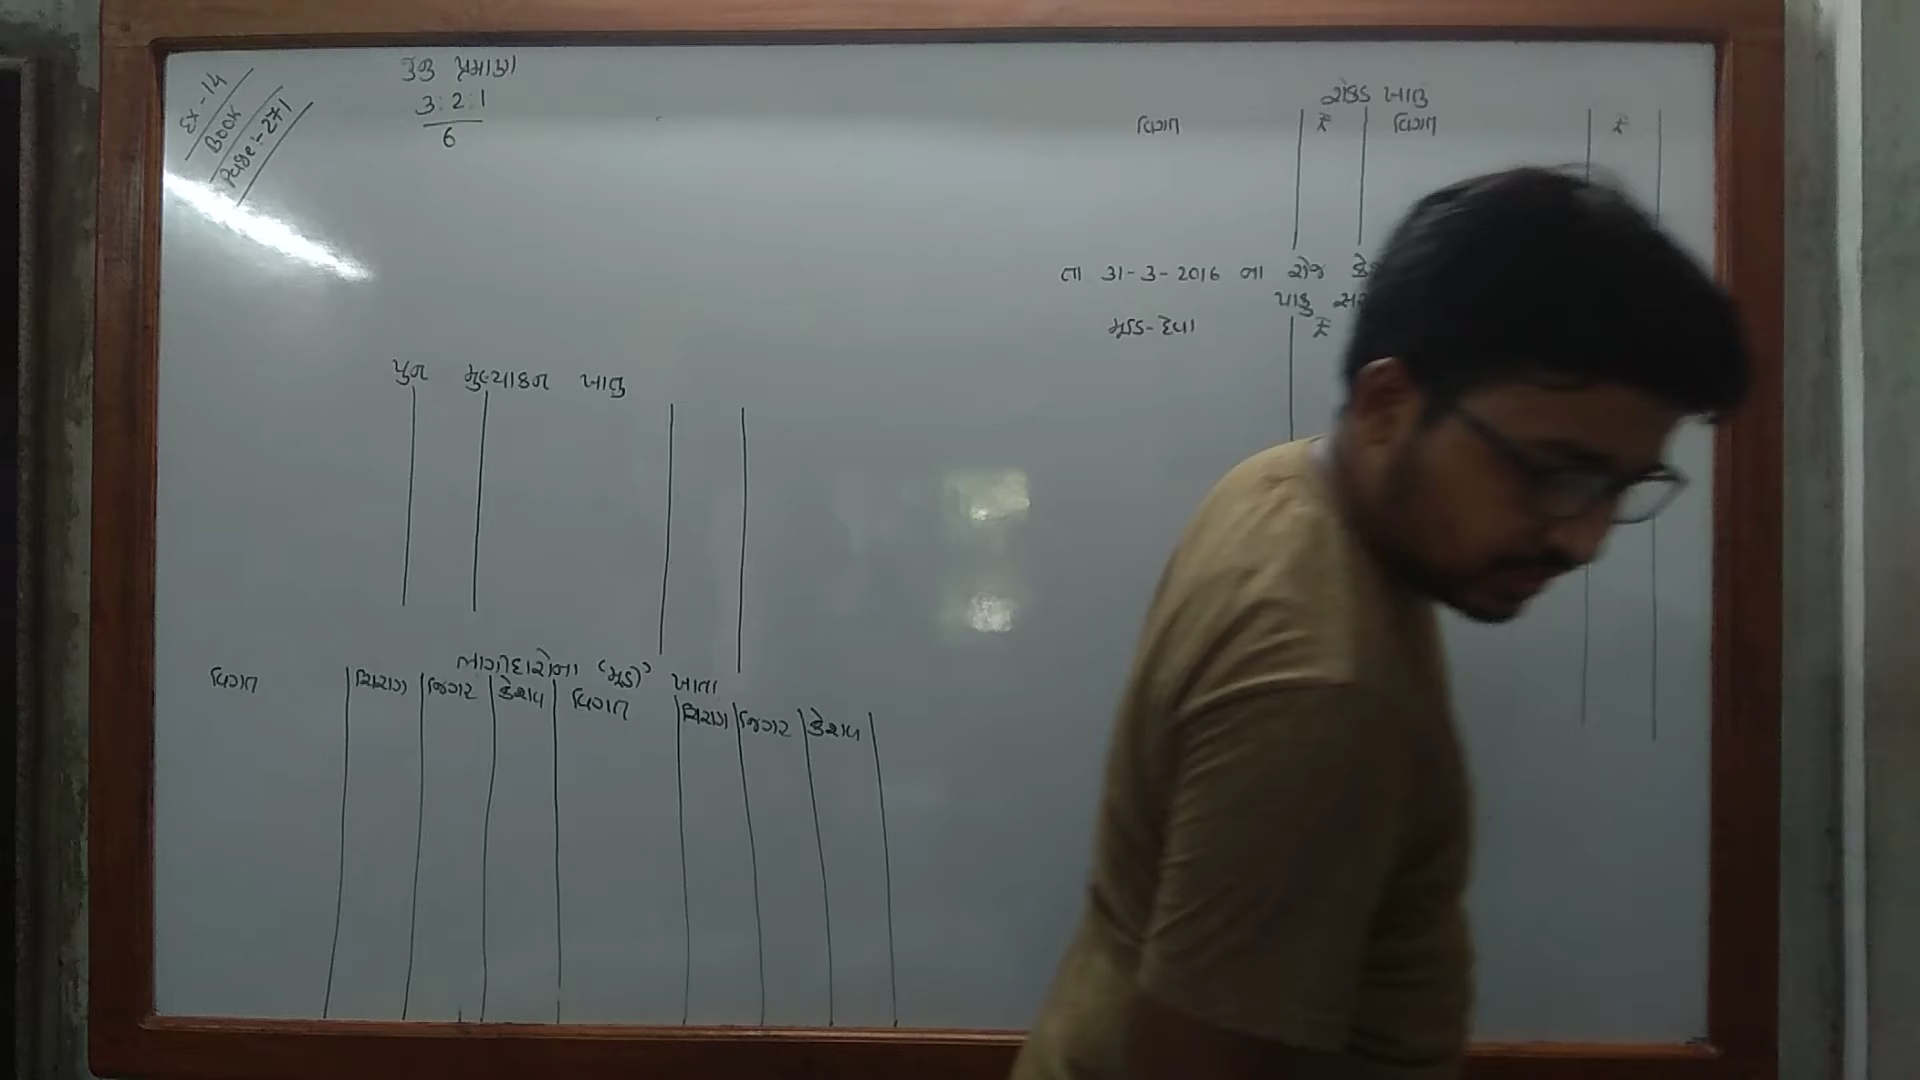 Ex-14
Book
Page:-271
જુનુ પ્રમાણ
3:2:1
6
રોકડ ખાતુ
વિગત ₹ વિગત ₹
તા 31-3-2016 ના રોજ
પાકુ
મૂડી-દેવા ₹
પુન મુલ્યાકન ખાતુ
ભાગીદારોના 'મૂડી' ખાતા
વિગત ચિરાગ જિગર કેશવ વિગત ચિરાગ જિગર કેશવ